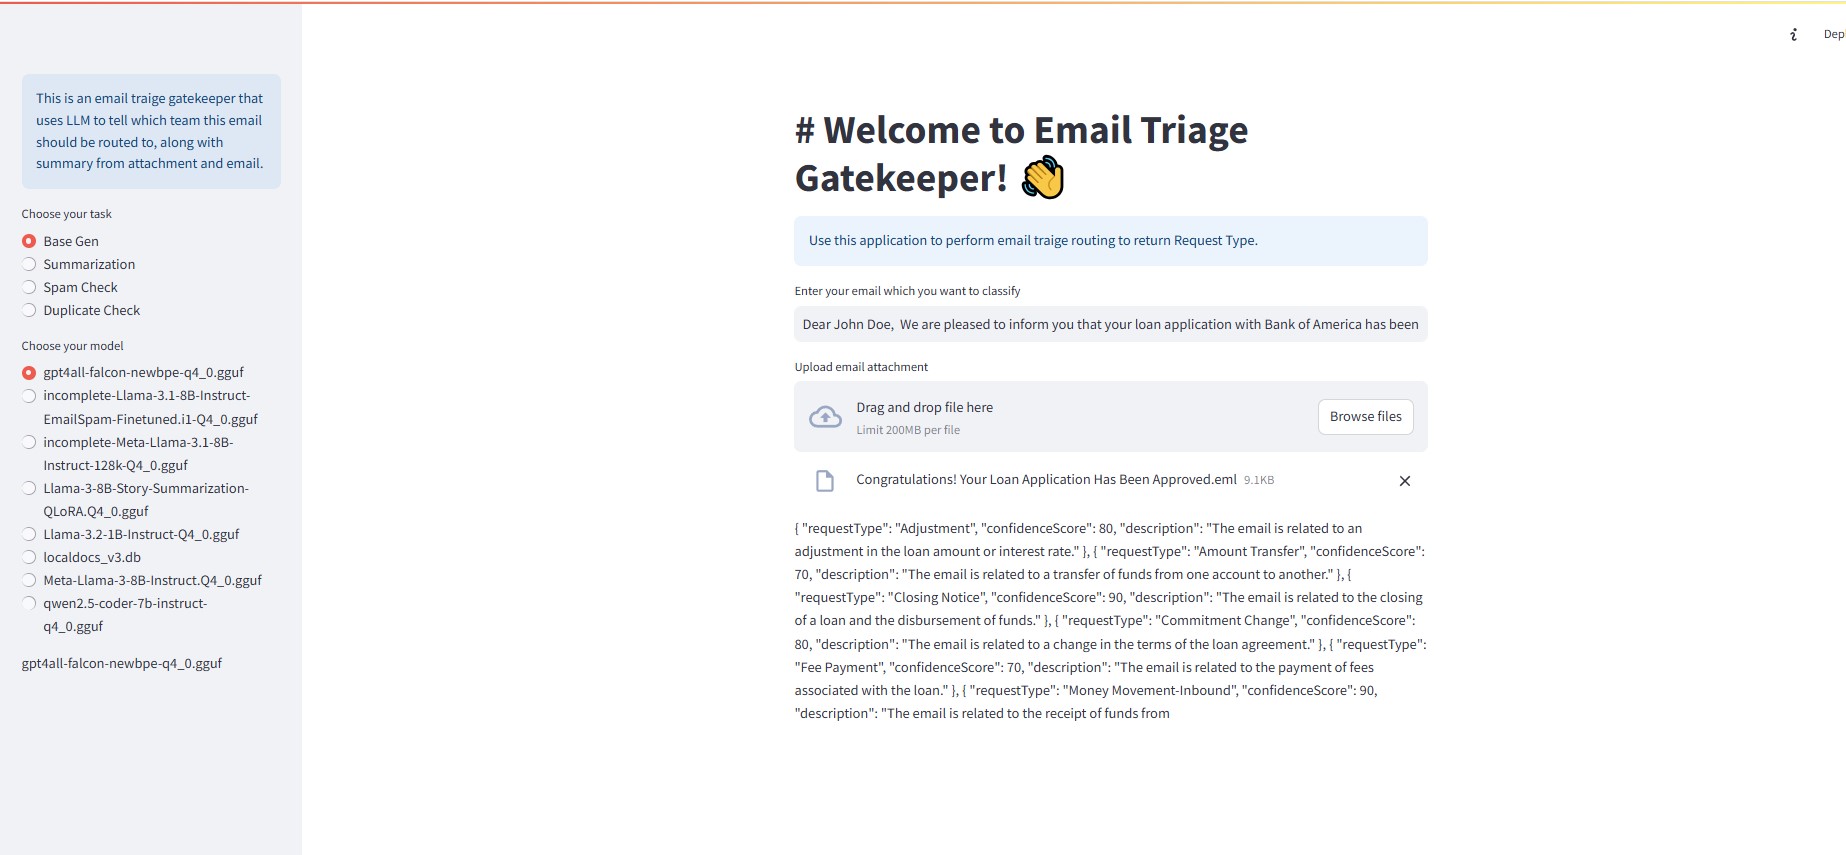 This is an email traige gatekeeper that
uses LLM to tell which team this email
should be routed to, along with
summary from attachment and email.
Choose your task
Base Gen
Summarization
Spam Check
Duplicate Check
Choose your model
gpt4all-falcon-newbpe-q4_0.gguf
incomplete-Llama-3.1-8B-Instruct-
EmailSpam-Finetuned.i1-Q4_0.gguf
incomplete-Meta-Llama-3.1-8B-
Instruct-128k-Q4_0.gguf
Llama-3-8B-Story-Summarization-
QLoRA.Q4_0.gguf
Llama-3.2-1B-Instruct-Q4_0.gguf
localdocs_v3.db
Meta-Llama-3-8B-Instruct.Q4_0.gguf
qwen2.5-coder-7b-instruct-
q4_0.gguf
gpt4all-falcon-newbpe-q4_0.gguf
Depl
# Welcome to Email Triage
Gatekeeper! 👋
Use this application to perform email traige routing to return Request Type.
Enter your email which you want to classify
Dear John Doe,  We are pleased to inform you that your loan application with Bank of America has been
Upload email attachment
Drag and drop file here
Limit 200MB per file
Browse files
Congratulations! Your Loan Application Has Been Approved.eml 9.1KB
{ "requestType": "Adjustment", "confidenceScore": 80, "description": "The email is related to an
adjustment in the loan amount or interest rate." }, { "requestType": "Amount Transfer", "confidenceScore":
70, "description": "The email is related to a transfer of funds from one account to another." }, {
"requestType": "Closing Notice", "confidenceScore": 90, "description": "The email is related to the closing
of a loan and the disbursement of funds." }, { "requestType": "Commitment Change", "confidenceScore":
80, "description": "The email is related to a change in the terms of the loan agreement." }, { "requestType":
"Fee Payment", "confidenceScore": 70, "description": "The email is related to the payment of fees
associated with the loan." }, { "requestType": "Money Movement-Inbound", "confidenceScore": 90,
"description": "The email is related to the receipt of funds from